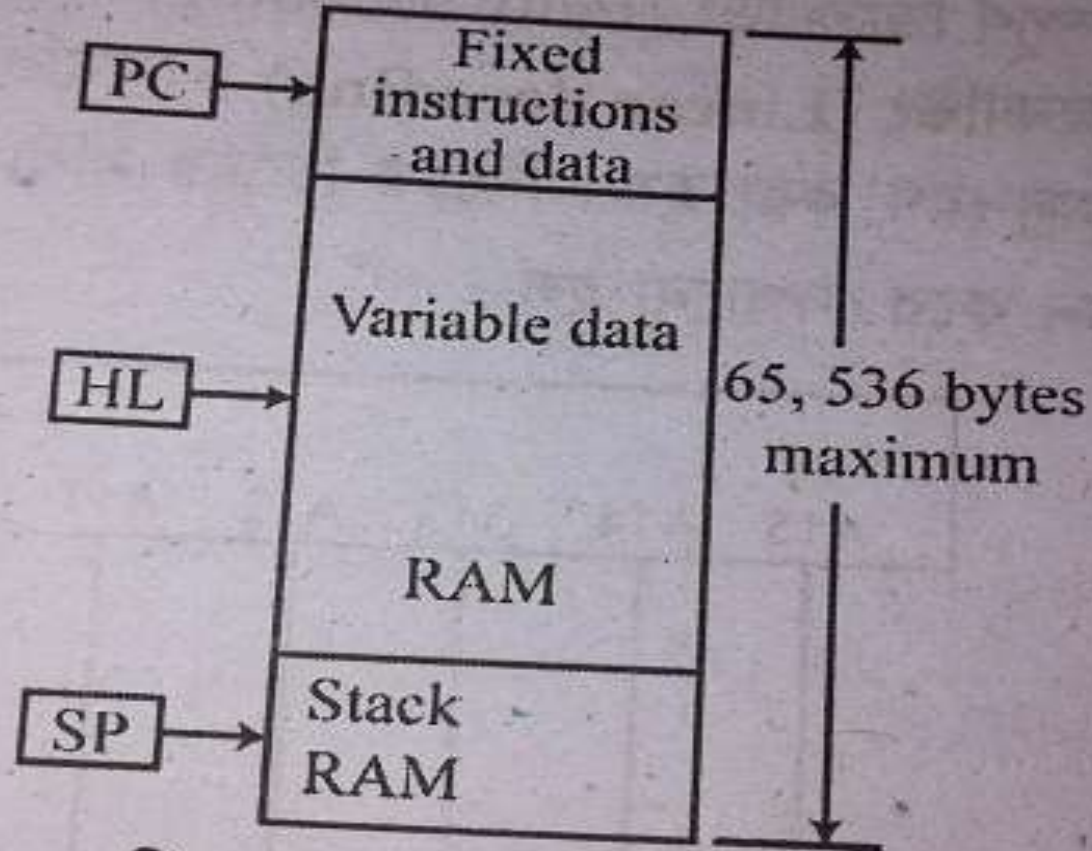 PC
Fixed
instructions
and data
Variable data
HL
65, 536 bytes
maximum
RAM
SP
Stack
RAM